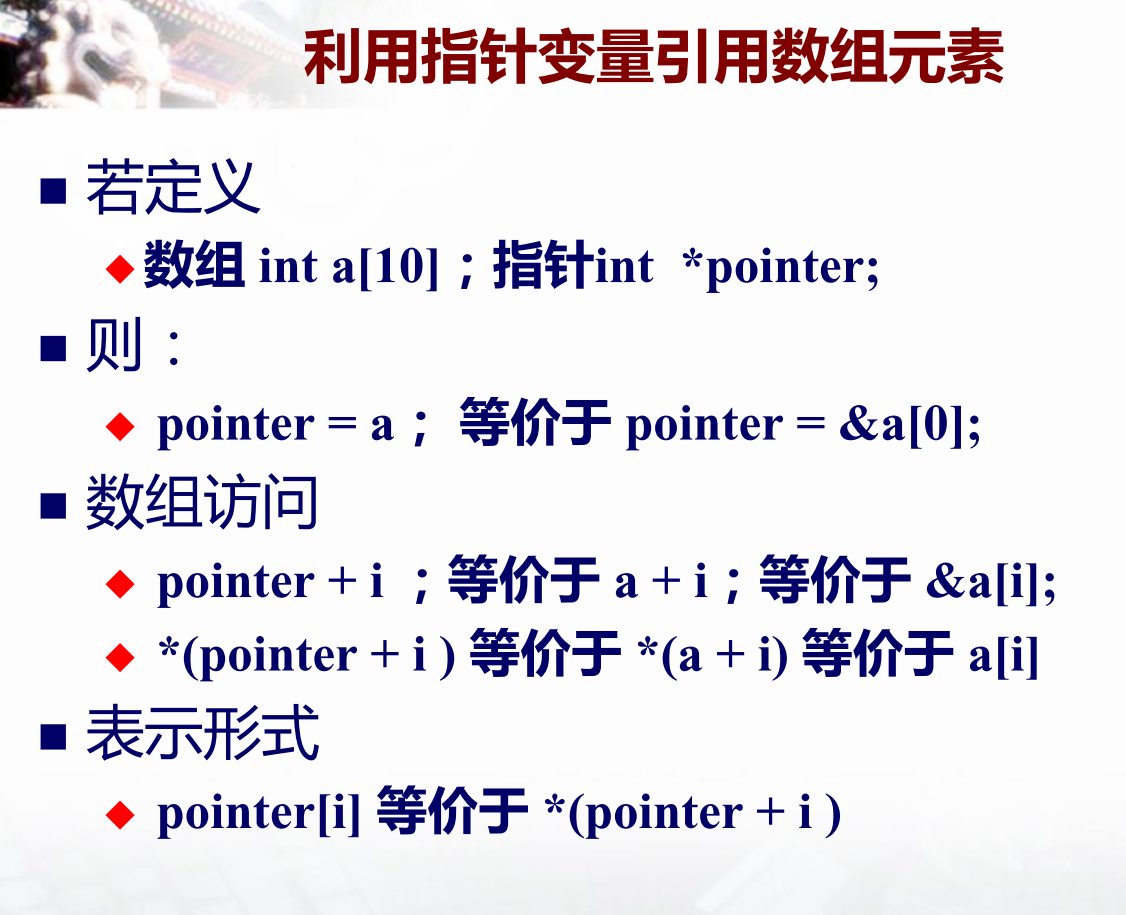 利用指针变量引用数组元素
若定义
数组 int a[10]；指针int  *pointer;
则：
pointer = a； 等价于 pointer = &a[0];
数组访问
pointer + i ；等价于 a + i；等价于 &a[i];
*(pointer + i ) 等价于 *(a + i) 等价于 a[i]
表示形式
pointer[i] 等价于 *(pointer + i )